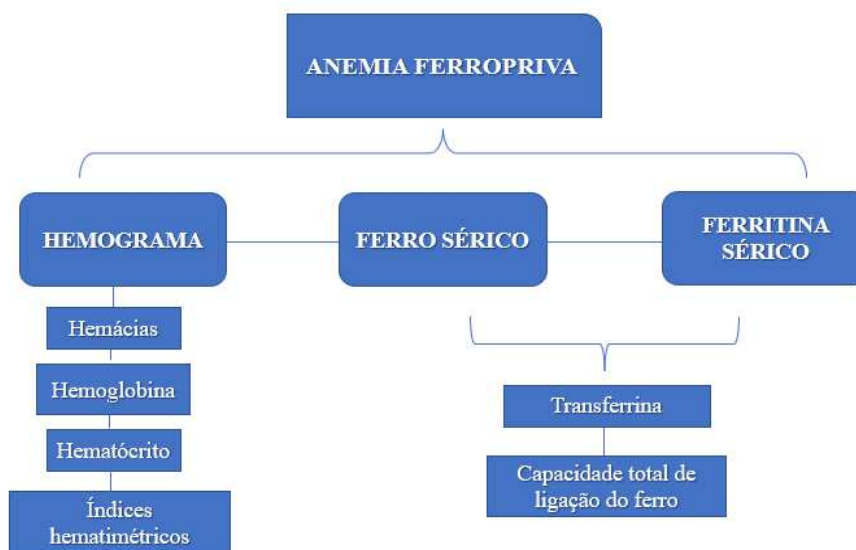 ANEMIA FERROPRIVA
HEMOGRAMA
FERRO SÉRICO
FERRITINA
SÉRICO
Hemácias
Hemoglobina
Hematócrito
Índices
hematimétricos
Transferrina
Capacidade total de
ligação do ferro